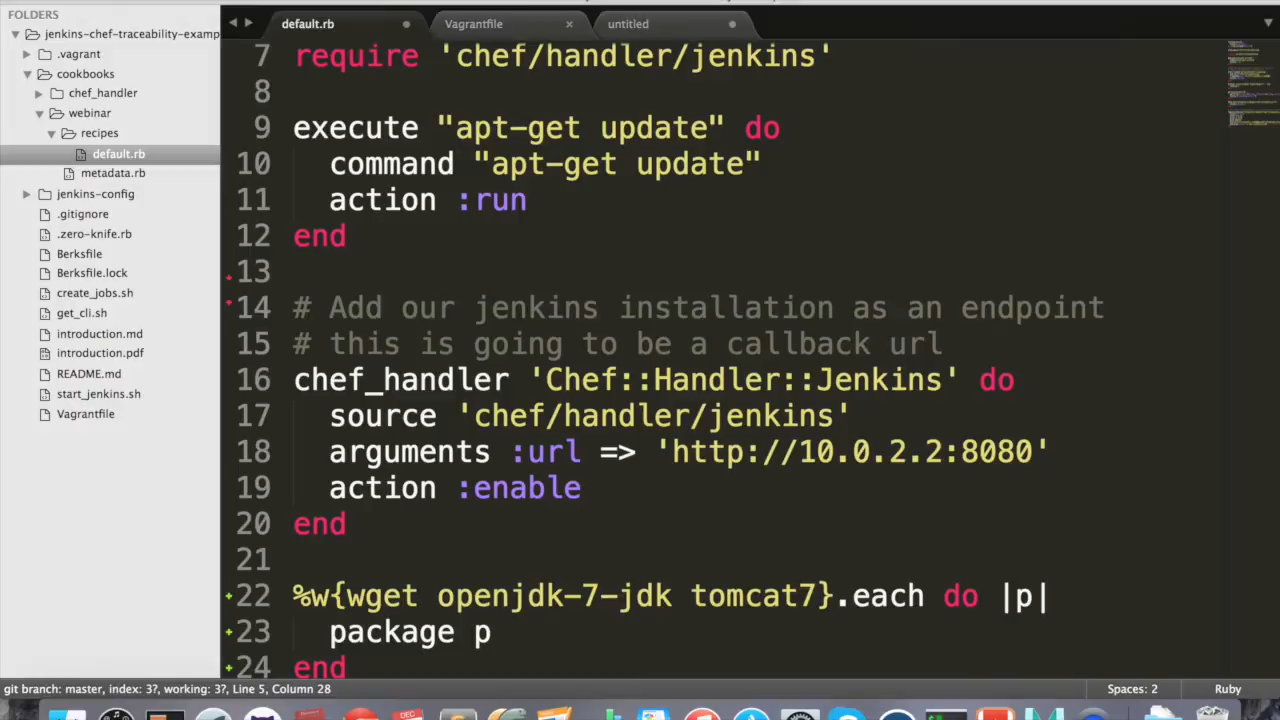 FOLDERS
jenkins-chef-traceability-examp
.vagrant
cookbooks
chef_handler
webinar
recipes
default.rb
metadata.rb
jenkins-config
.gitignore
.zero-knife.rb
Berksfile
Berksfile.lock
create_jobs.sh
get_cli.sh
introduction.md
introduction.pdf
README.md
start_jenkins.sh
Vagrantfile
default.rb
Vagrantfile
untitled
7 require 'chef/handler/jenkins'
8
9 execute "apt-get update" do
10 command "apt-get update"
11 action :run
12 end
13
14 # Add our jenkins installation as an endpoint
15 # this is going to be a callback url
16 chef_handler 'Chef::Handler::Jenkins' do
17 source 'chef/handler/jenkins'
18 arguments :url => 'http://10.0.2.2:8080'
19 action :enable
20 end
21
22 %w{wget openjdk-7-jdk tomcat7}.each do |p|
23 package p
24 end
git branch: master, index: 3?, working: 3?, Line 5, Column 28
Spaces: 2
Ruby
DEC